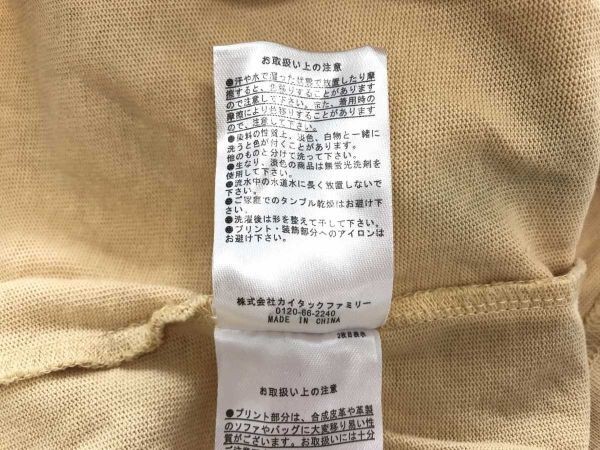 お取扱い上の注意
●汗や水で湿った状態で放置したり摩
擦すると、色移りすることがあります
ので注意して下さい。また、着用時の
摩擦により色移りすることがあります
ので、注意して下さい。
●染料の性質上、淡色、白物と一緒に
洗うと色が付くことがあります。
他のものと分けて洗って下さい。
●生なり、淡色の商品は無蛍光洗剤を
使用して下さい。
●流水中の水道水に長く放置しないで
下さい。
●ご家庭でのタンブル乾燥はお避け下
さい。
●洗濯後は形を整えて干して下さい。
●プリント・装飾部分へのアイロンは
お避け下さい。
株式会社カイタックファミリー
0120-66-2240
MADE IN CHINA
2枚目表巻
お取扱い上の注意
●プリント部分は、合成皮革や革製
のソファやバッグに大変移り易い性
質がございます。お取扱いには十分